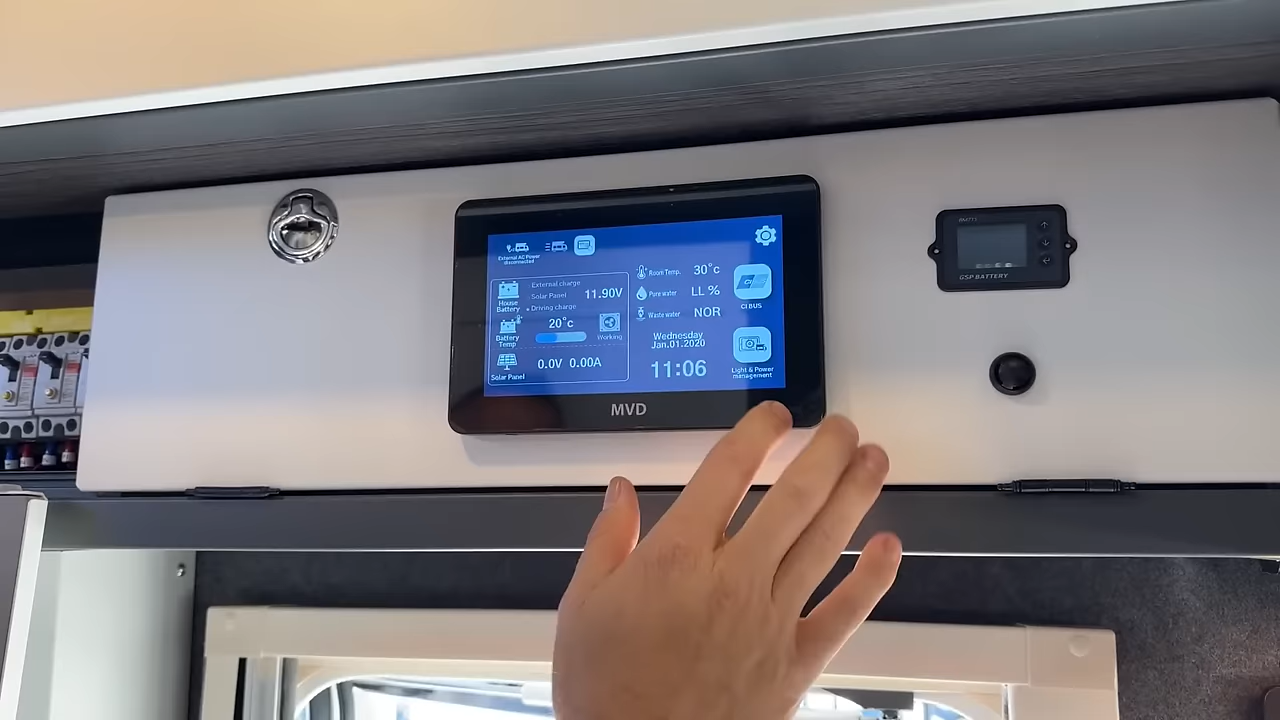 External AC Power
disconnected
House
Battery
External charge
Solar Panel
Driving charge
11.90V
Battery
Temp
20°c
Working
Solar Panel
0.0V 0.00A
Room Temp. 30°c
Pure water LL %
Waste water NOR
Wednesday
Jan.01.2020
11:06
CI BUS
Light & Power
management
MVD
GSP BATTERY